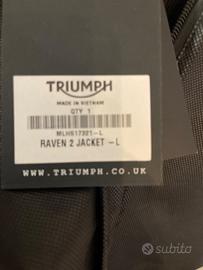 TRIUMPH
MADE IN VIETNAM
QTY 1
MLHS17321-L
RAVEN 2 JACKET -L
WWW.TRIUMPH.CO.UK
subito